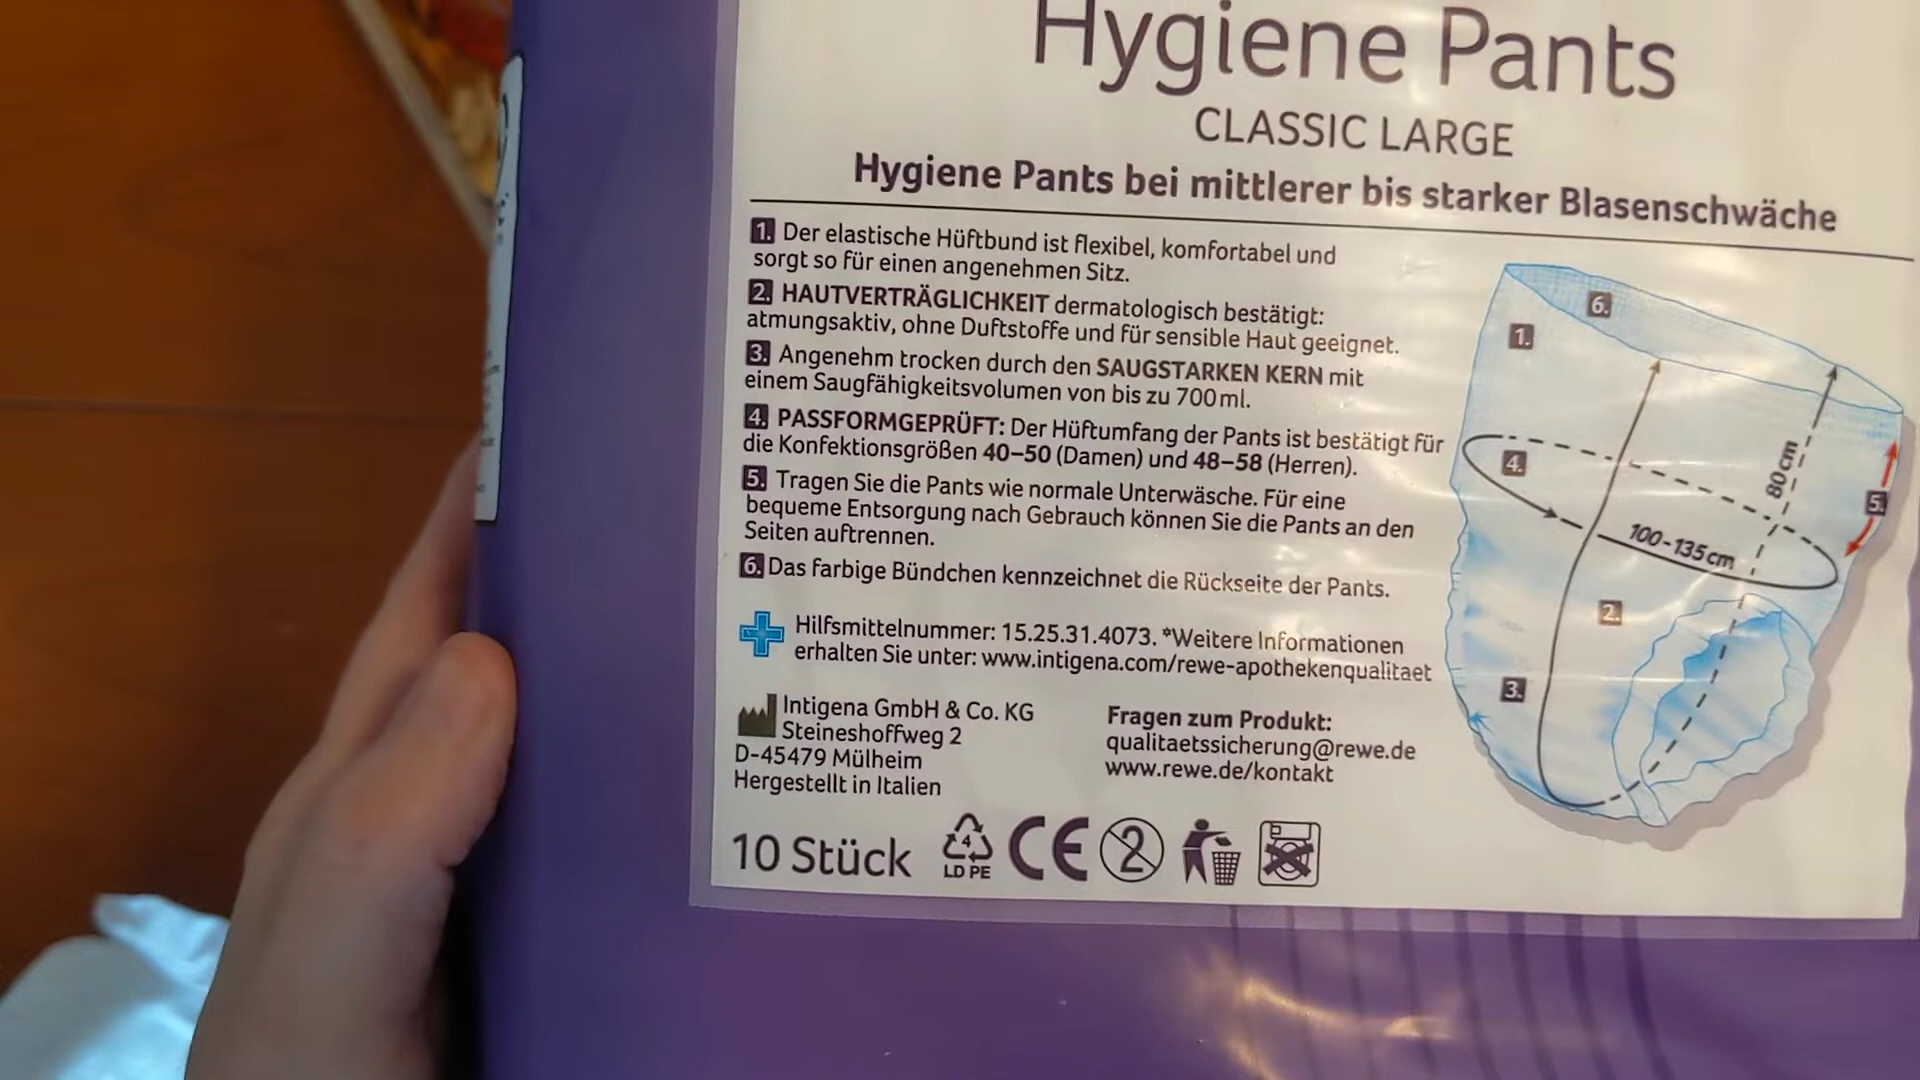 Hygiene Pants
CLASSIC LARGE
Hygiene Pants bei mittlerer bis starker Blasenschwäche
1. Der elastische Hüftbund ist flexibel, komfortabel und
sorgt so für einen angenehmen Sitz.
2. HAUTVERTRÄGLICHKEIT dermatologisch bestätigt:
atmungsaktiv, ohne Duftstoffe und für sensible Haut geeignet.
3. Angenehm trocken durch den SAUGSTARKEN KERN mit
einem Saugfähigkeitsvolumen von bis zu 700 ml.
4. PASSFORMGEPRÜFT: Der Hüftumfang der Pants ist bestätigt für
die Konfektionsgrößen 40–50 (Damen) und 48–58 (Herren).
5. Tragen Sie die Pants wie normale Unterwäsche. Für eine
bequeme Entsorgung nach Gebrauch können Sie die Pants an den
Seiten auftrennen.
6. Das farbige Bündchen kennzeichnet die Rückseite der Pants.
Hilfsmittelnummer: 15.25.31.4073. *Weitere Informationen
erhalten Sie unter: www.intigena.com/rewe-apothekenqualitaet
Intigena GmbH & Co. KG
Steineshoffweg 2
D-45479 Mülheim
Hergestellt in Italien
Fragen zum Produkt:
qualitaetssicherung@rewe.de
www.rewe.de/kontakt
10 Stück
4
LD PE
CE
2
6.
1.
4.
80 cm
5.
100-135 cm
2.
3.